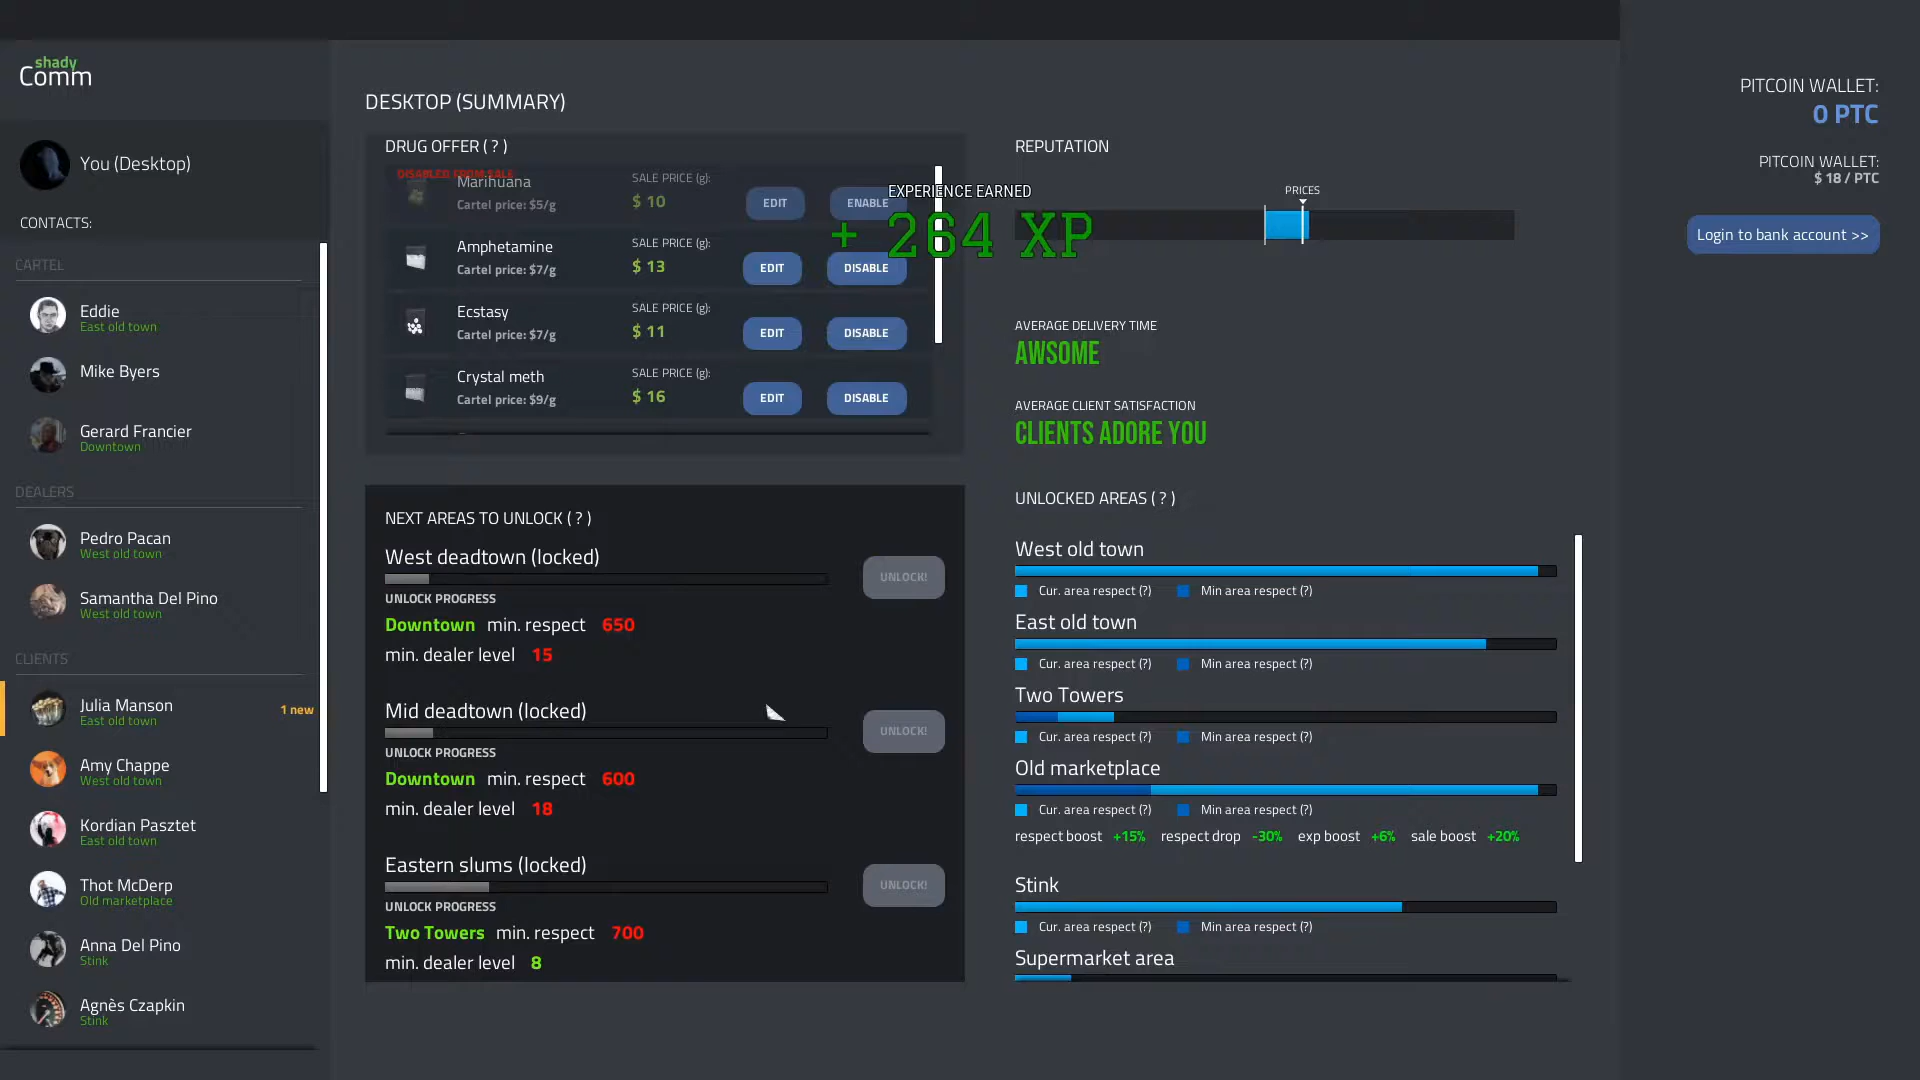 shady
Comm
You (Desktop)
CONTACTS:
CARTEL
Eddie
East old town
Mike Byers
Gerard Francier
Downtown
DEALERS
Pedro Pacan
West old town
Samantha Del Pino
West old town
CLIENTS
Julia Manson
East old town
1 new
Amy Chappe
West old town
Kordian Pasztet
East old town
Thot McDerp
Old marketplace
Anna Del Pino
Stink
Agnès Czapkin
Stink
DESKTOP (SUMMARY)
DRUG OFFER ( ? )
DISABLED FROM SALE
Marihuana
Cartel price: $5/g
SALE PRICE (g):
$ 10
EDIT
ENABLE
Amphetamine
Cartel price: $7/g
SALE PRICE (g):
$ 13
EDIT
DISABLE
Ecstasy
Cartel price: $7/g
SALE PRICE (g):
$ 11
EDIT
DISABLE
Crystal meth
Cartel price: $9/g
SALE PRICE (g):
$ 16
EDIT
DISABLE
EXPERIENCE EARNED
+ 264 XP
NEXT AREAS TO UNLOCK ( ? )
West deadtown (locked)
UNLOCK!
UNLOCK PROGRESS
Downtown min. respect 650
min. dealer level 15
Mid deadtown (locked)
UNLOCK!
UNLOCK PROGRESS
Downtown min. respect 600
min. dealer level 18
Eastern slums (locked)
UNLOCK!
UNLOCK PROGRESS
Two Towers min. respect 700
min. dealer level 8
REPUTATION
PRICES
AVERAGE DELIVERY TIME
AWSOME
AVERAGE CLIENT SATISFACTION
CLIENTS ADORE YOU
UNLOCKED AREAS ( ? )
West old town
Cur. area respect (?) Min area respect (?)
East old town
Cur. area respect (?) Min area respect (?)
Two Towers
Cur. area respect (?) Min area respect (?)
Old marketplace
Cur. area respect (?) Min area respect (?)
respect boost +15% respect drop -30% exp boost +6% sale boost +20%
Stink
Cur. area respect (?) Min area respect (?)
Supermarket area
PITCOIN WALLET:
0 PTC
PITCOIN WALLET:
$ 18 / PTC
Login to bank account >>